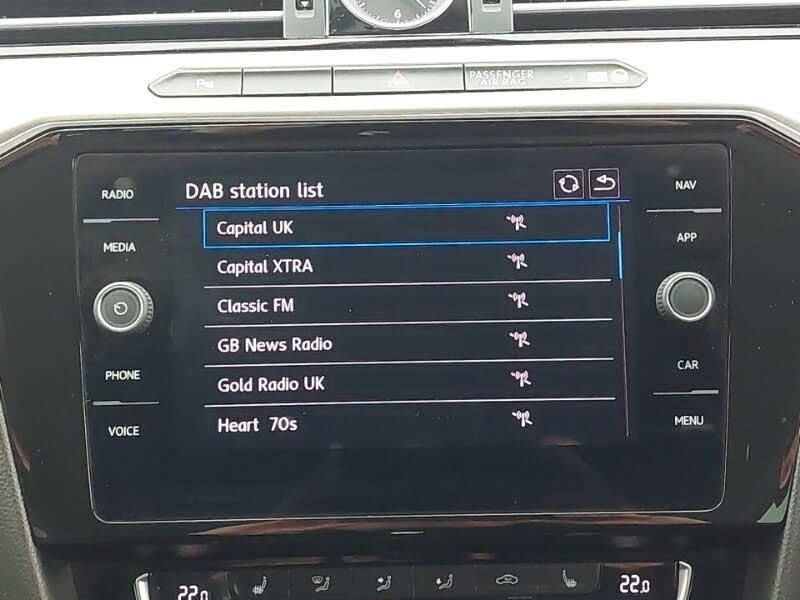 6
PASSENGER
AIR BAG
RADIO
DAB station list
NAV
MEDIA
Capital UK
APP
Capital XTRA
Classic FM
GB News Radio
PHONE
Gold Radio UK
CAR
VOICE
Heart 70s
MENU
22.0
22.0